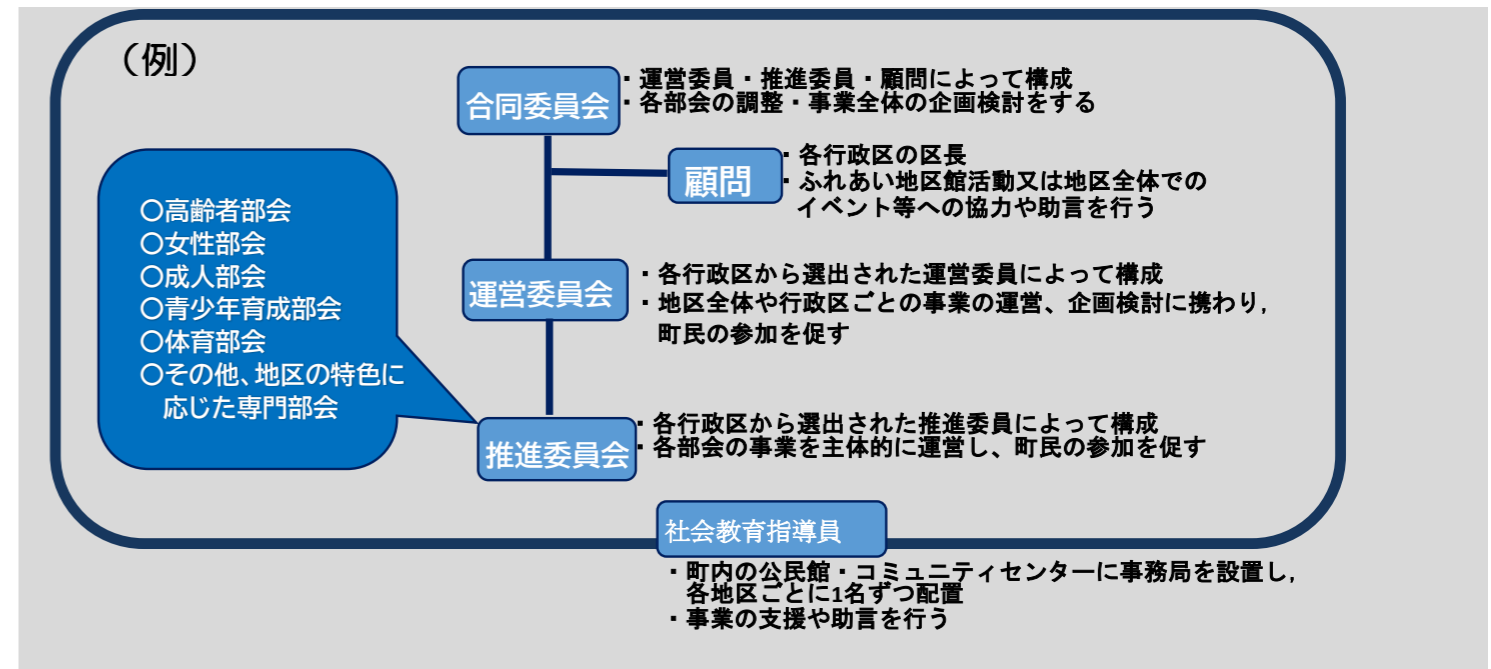 （例）
合同委員会
・運営委員・推進委員・顧問によって構成
・各部会の調整・事業全体の企画検討をする
顧問
・各行政区の区長
・ふれあい地区館活動又は地区全体での
イベント等への協力や助言を行う
〇高齢者部会
〇女性部会
〇成人部会
〇青少年育成部会
〇体育部会
〇その他、地区の特色に
応じた専門部会
運営委員会
・各行政区から選出された運営委員によって構成
・地区全体や行政区ごとの事業の運営、企画検討に携わり,
町民の参加を促す
推進委員会
・各行政区から選出された推進委員によって構成
・各部会の事業を主体的に運営し、町民の参加を促す
社会教育指導員
・町内の公民館・コミュニティセンターに事務局を設置し,
各地区ごとに1名ずつ配置
・事業の支援や助言を行う